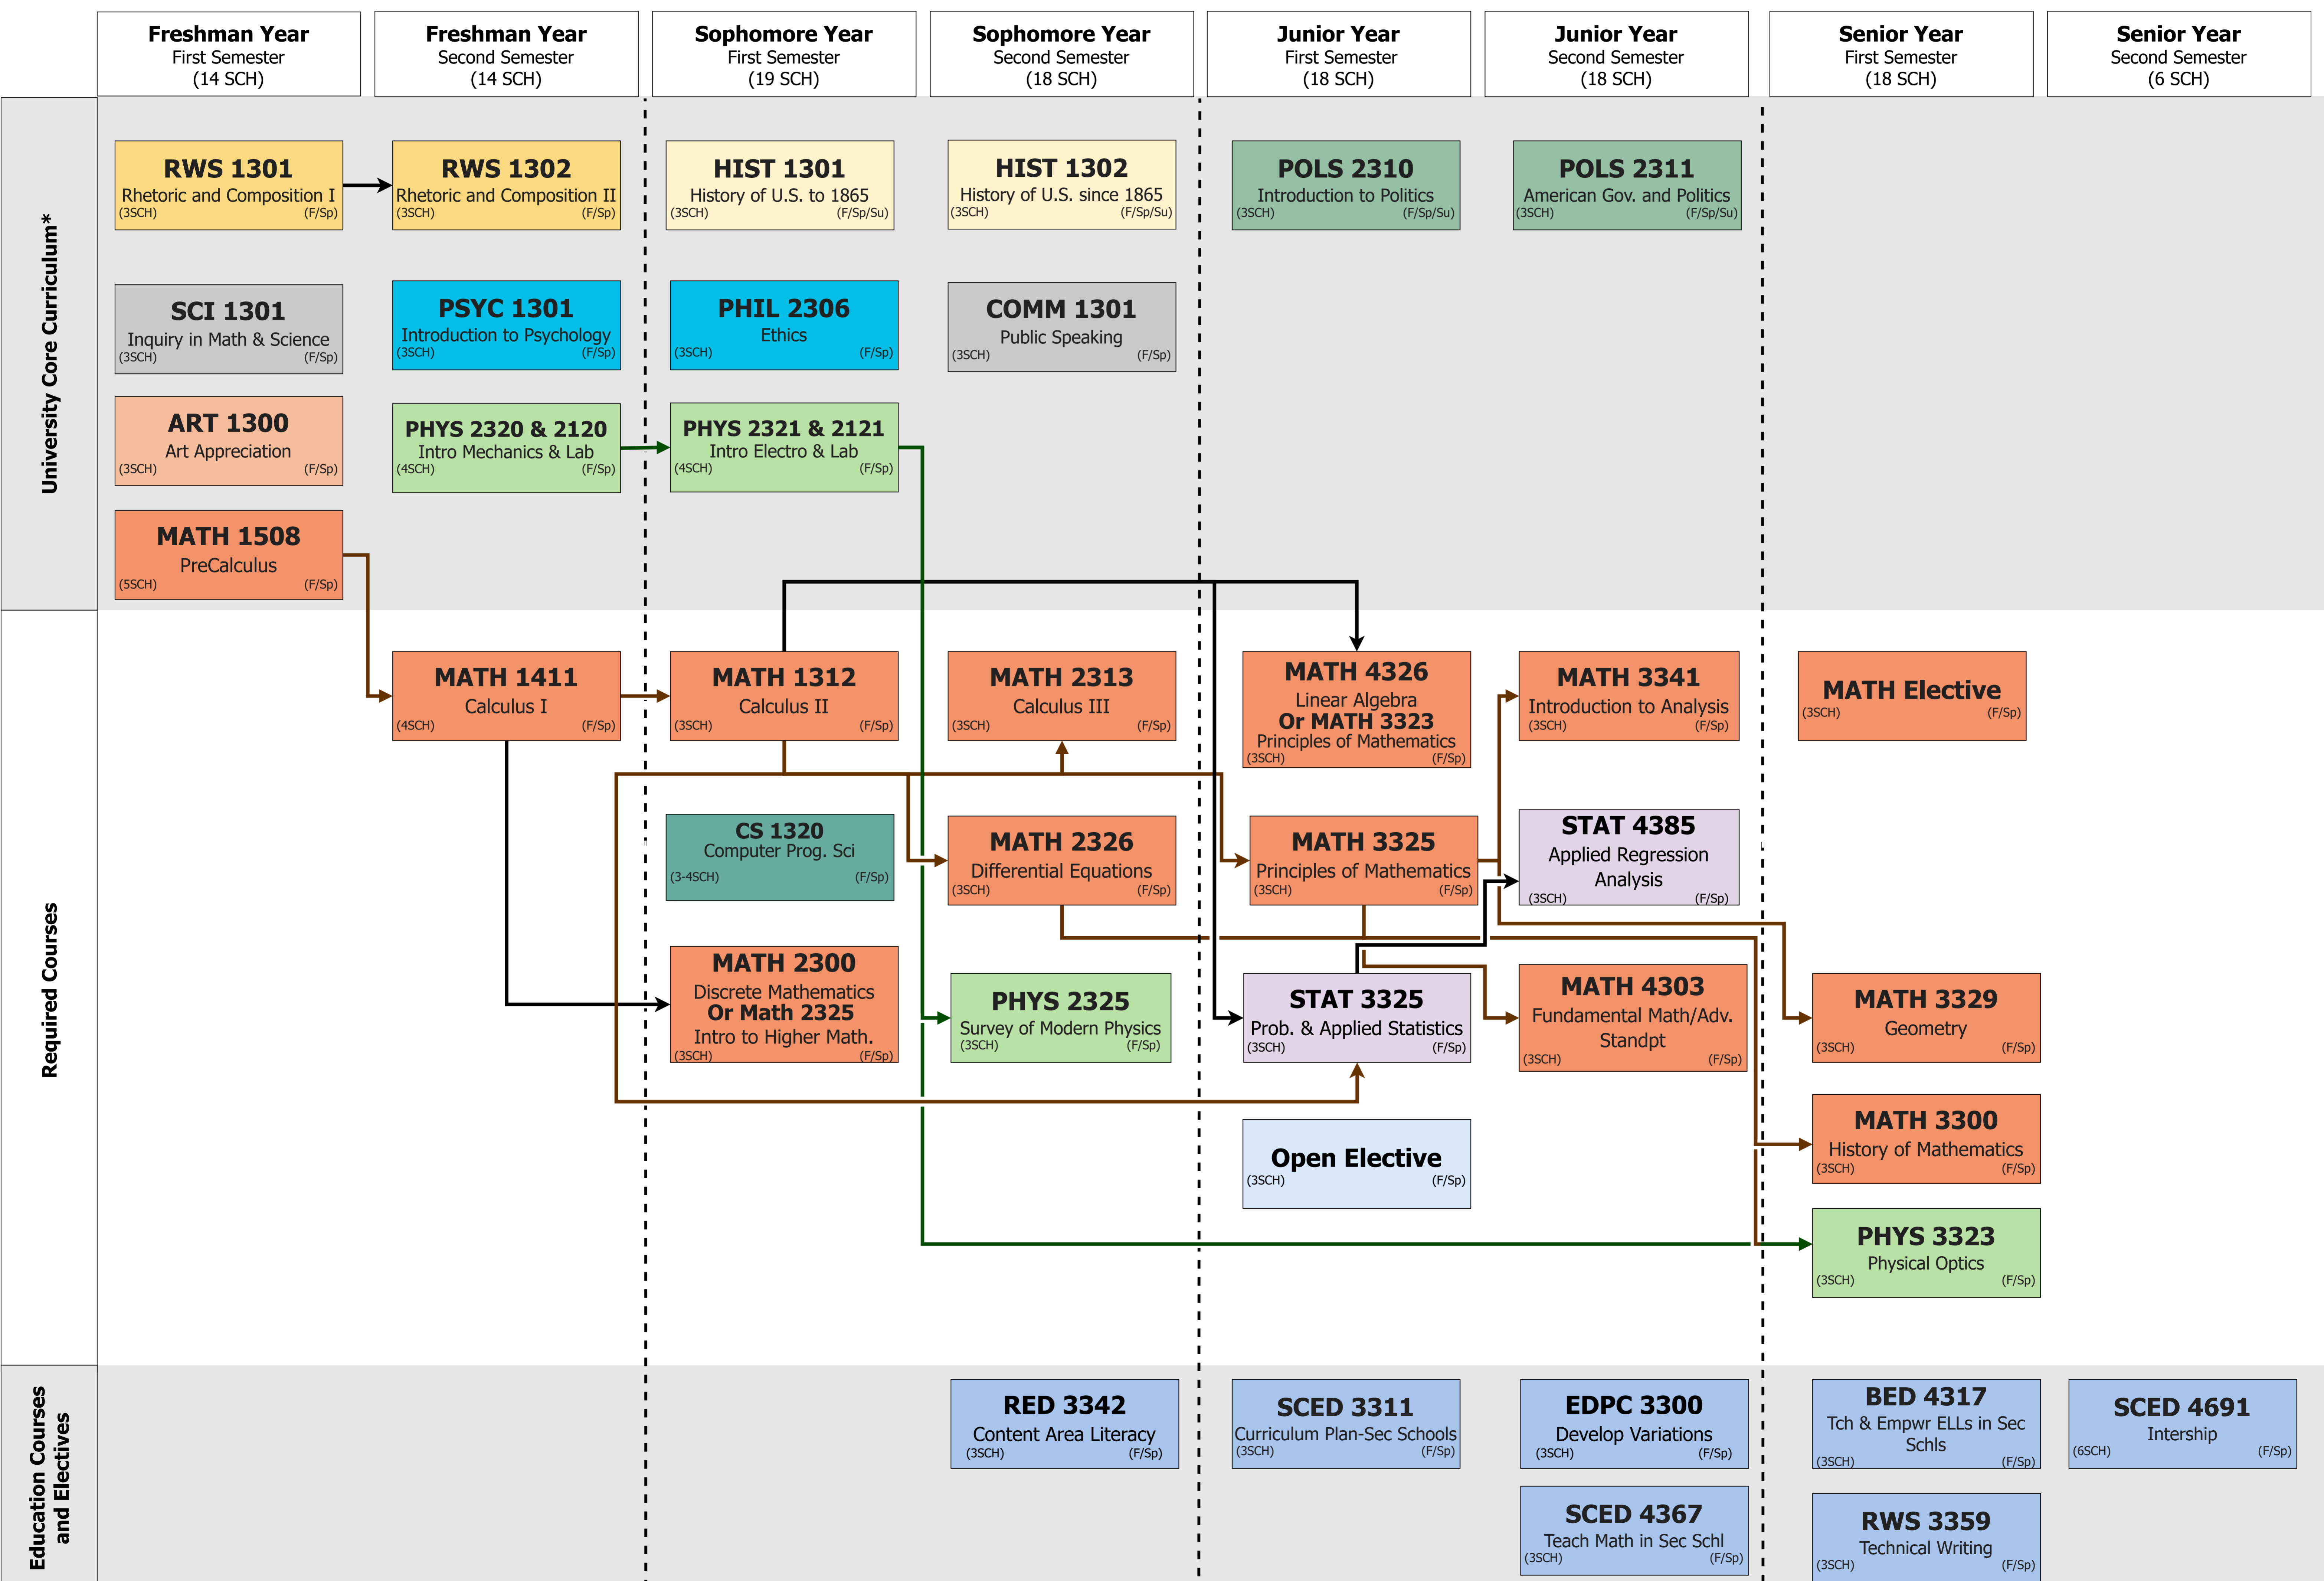 Freshman Year
First Semester
(14 SCH)
Freshman Year
Second Semester
(14 SCH)
Sophomore Year
First Semester
(19 SCH)
Sophomore Year
Second Semester
(18 SCH)
Junior Year
First Semester
(18 SCH)
Junior Year
Second Semester
(18 SCH)
Senior Year
First Semester
(18 SCH)
Senior Year
Second Semester
(6 SCH)
University Core Curriculum*
RWS 1301
Rhetoric and Composition I
(3SCH) (F/Sp)
RWS 1302
Rhetoric and Composition II
(3SCH) (F/Sp)
HIST 1301
History of U.S. to 1865
(3SCH) (F/Sp/Su)
HIST 1302
History of U.S. since 1865
(3SCH) (F/Sp/Su)
POLS 2310
Introduction to Politics
(3SCH) (F/Sp/Su)
POLS 2311
American Gov. and Politics
(3SCH) (F/Sp/Su)
SCI 1301
Inquiry in Math & Science
(3SCH) (F/Sp)
PSYC 1301
Introduction to Psychology
(3SCH) (F/Sp)
PHIL 2306
Ethics
(3SCH) (F/Sp)
COMM 1301
Public Speaking
(3SCH) (F/Sp)
ART 1300
Art Appreciation
(3SCH) (F/Sp)
PHYS 2320 & 2120
Intro Mechanics & Lab
(4SCH) (F/Sp)
PHYS 2321 & 2121
Intro Electro & Lab
(4SCH) (F/Sp)
MATH 1508
PreCalculus
(5SCH) (F/Sp)
Required Courses
MATH 1411
Calculus I
(4SCH) (F/Sp)
MATH 1312
Calculus II
(3SCH) (F/Sp)
MATH 2313
Calculus III
(3SCH) (F/Sp)
MATH 4326
Linear Algebra
Or MATH 3323
Principles of Mathematics
(3SCH) (F/Sp)
MATH 3341
Introduction to Analysis
(3SCH) (F/Sp)
MATH Elective
(3SCH) (F/Sp)
CS 1320
Computer Prog. Sci
(3-4SCH) (F/Sp)
MATH 2326
Differential Equations
(3SCH) (F/Sp)
MATH 3325
Principles of Mathematics
(3SCH) (F/Sp)
STAT 4385
Applied Regression
Analysis
(3SCH) (F/Sp)
MATH 2300
Discrete Mathematics
Or Math 2325
Intro to Higher Math.
(3SCH) (F/Sp)
PHYS 2325
Survey of Modern Physics
(3SCH) (F/Sp)
STAT 3325
Prob. & Applied Statistics
(3SCH) (F/Sp)
MATH 4303
Fundamental Math/Adv.
Standpt
(3SCH) (F/Sp)
MATH 3329
Geometry
(3SCH) (F/Sp)
Open Elective
(3SCH) (F/Sp)
MATH 3300
History of Mathematics
(3SCH) (F/Sp)
PHYS 3323
Physical Optics
(3SCH) (F/Sp)
Education Courses
and Electives
RED 3342
Content Area Literacy
(3SCH) (F/Sp)
SCED 3311
Curriculum Plan-Sec Schools
(3SCH) (F/Sp)
EDPC 3300
Develop Variations
(3SCH) (F/Sp)
BED 4317
Tch & Empwr ELLs in Sec
Schls
(3SCH) (F/Sp)
SCED 4691
Intership
(6SCH) (F/Sp)
SCED 4367
Teach Math in Sec Schl
(3SCH) (F/Sp)
RWS 3359
Technical Writing
(3SCH) (F/Sp)